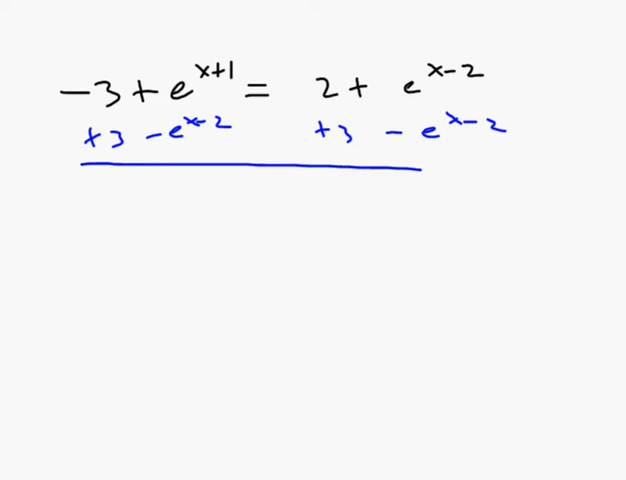 -3 + e^{x+1} = 2 + e^{x-2}
+3 - e^{x-2} +3 - e^{x-2}